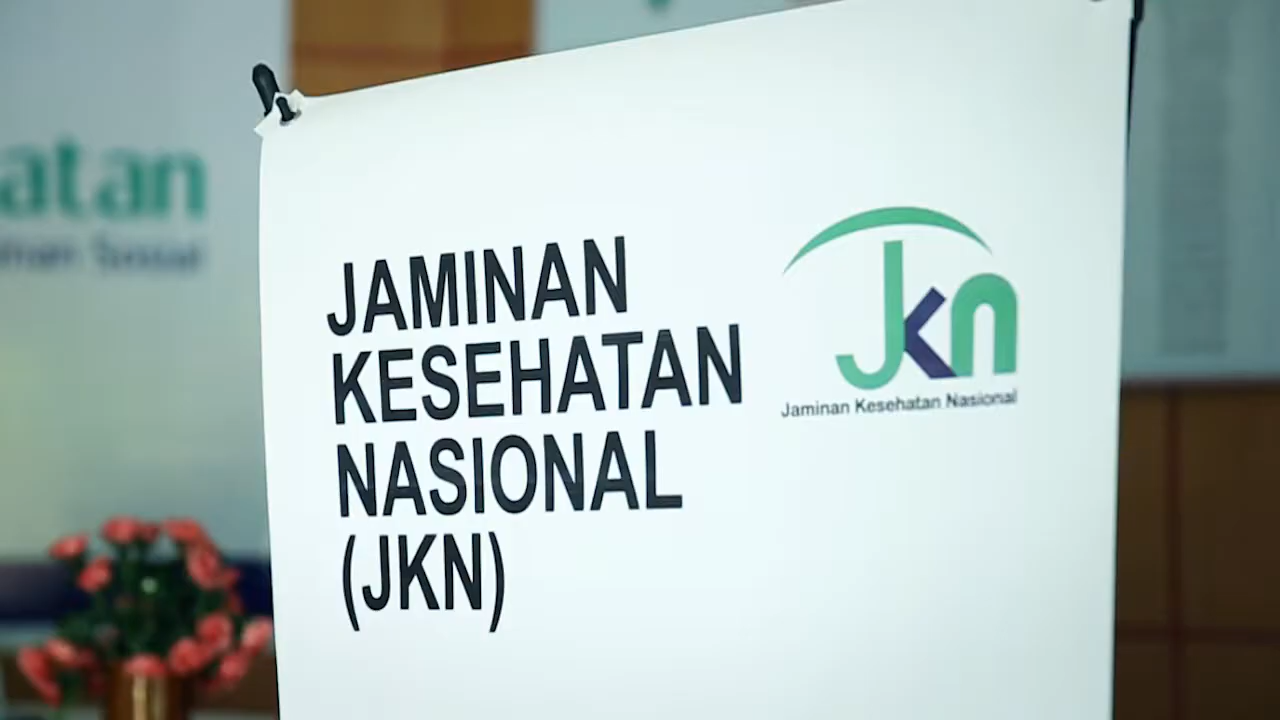 JAMINAN
KESEHATAN
NASIONAL
(JKN)
Jkn
Jaminan Kesehatan Nasional
atan